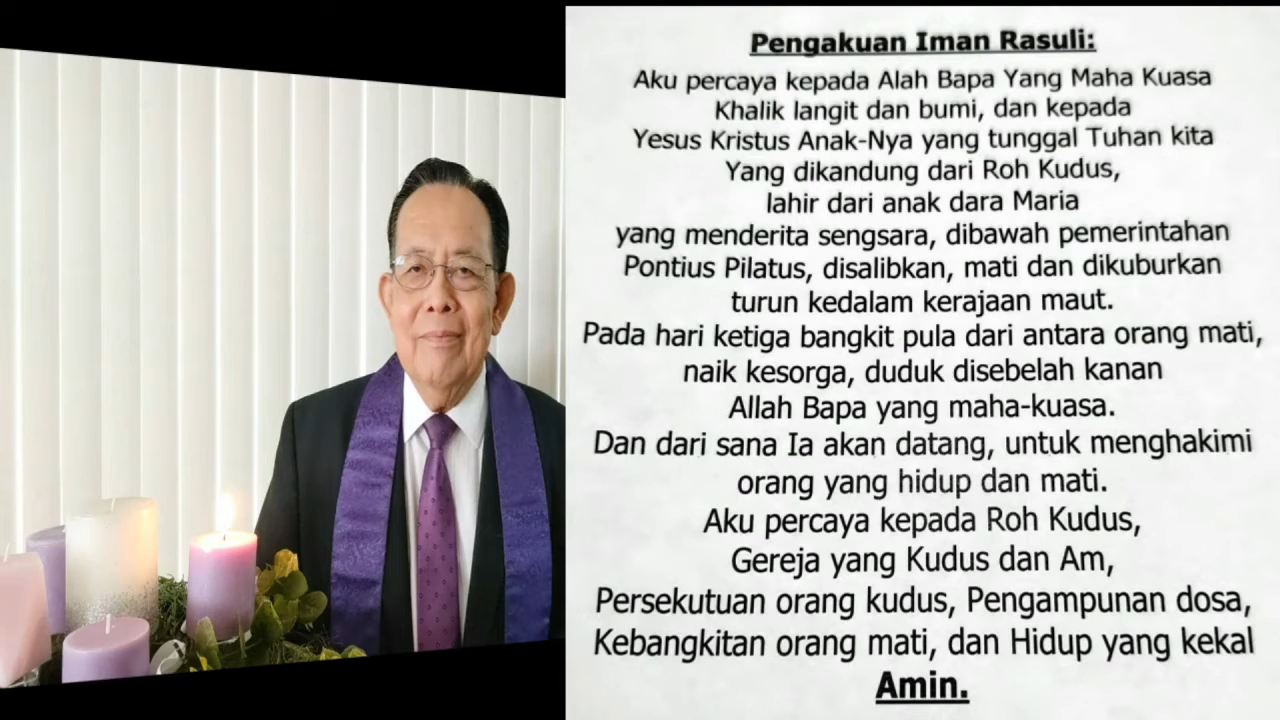 Pengakuan Iman Rasuli:
Aku percaya kepada Alah Bapa Yang Maha Kuasa
Khalik langit dan bumi, dan kepada
Yesus Kristus Anak-Nya yang tunggal Tuhan kita
Yang dikandung dari Roh Kudus,
lahir dari anak dara Maria
yang menderita sengsara, dibawah pemerintahan
Pontius Pilatus, disalibkan, mati dan dikuburkan
turun kedalam kerajaan maut.
Pada hari ketiga bangkit pula dari antara orang mati,
naik kesorga, duduk disebelah kanan
Allah Bapa yang maha-kuasa.
Dan dari sana Ia akan datang, untuk menghakimi
orang yang hidup dan mati.
Aku percaya kepada Roh Kudus,
Gereja yang Kudus dan Am,
Persekutuan orang kudus, Pengampunan dosa,
Kebangkitan orang mati, dan Hidup yang kekal
Amin.